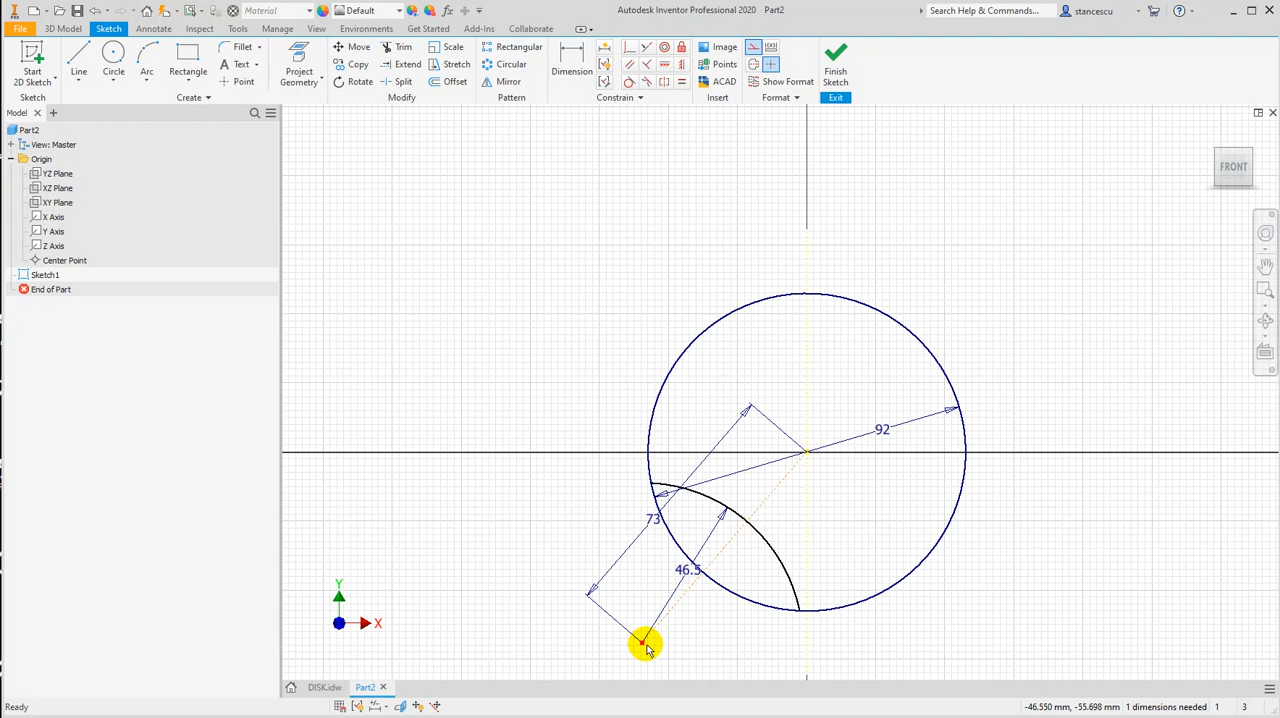 Material
Default
Autodesk Inventor Professional 2020 Part2
Search Help & Commands...
stancescu
PRO
File
3D Model
Sketch
Annotate
Inspect
Tools
Manage
View
Environments
Get Started
Add-Ins
Collaborate
Start
2D Sketch
Line
Circle
Arc
Rectangle
Fillet
Text
Point
Project
Geometry
Move
Copy
Rotate
Trim
Extend
Split
Scale
Stretch
Offset
Rectangular
Circular
Mirror
Dimension
Image
Points
ACAD
Show Format
Finish
Sketch
Sketch
Create
Modify
Pattern
Constrain
Insert
Format
Exit
Model
Part2
View: Master
Origin
YZ Plane
XZ Plane
XY Plane
X Axis
Y Axis
Z Axis
Center Point
Sketch1
End of Part
FRONT
92
73
46.5
Y
X
DISK.idw
Part2
Ready
-46.550 mm, -55.698 mm
1 dimensions needed
1
3